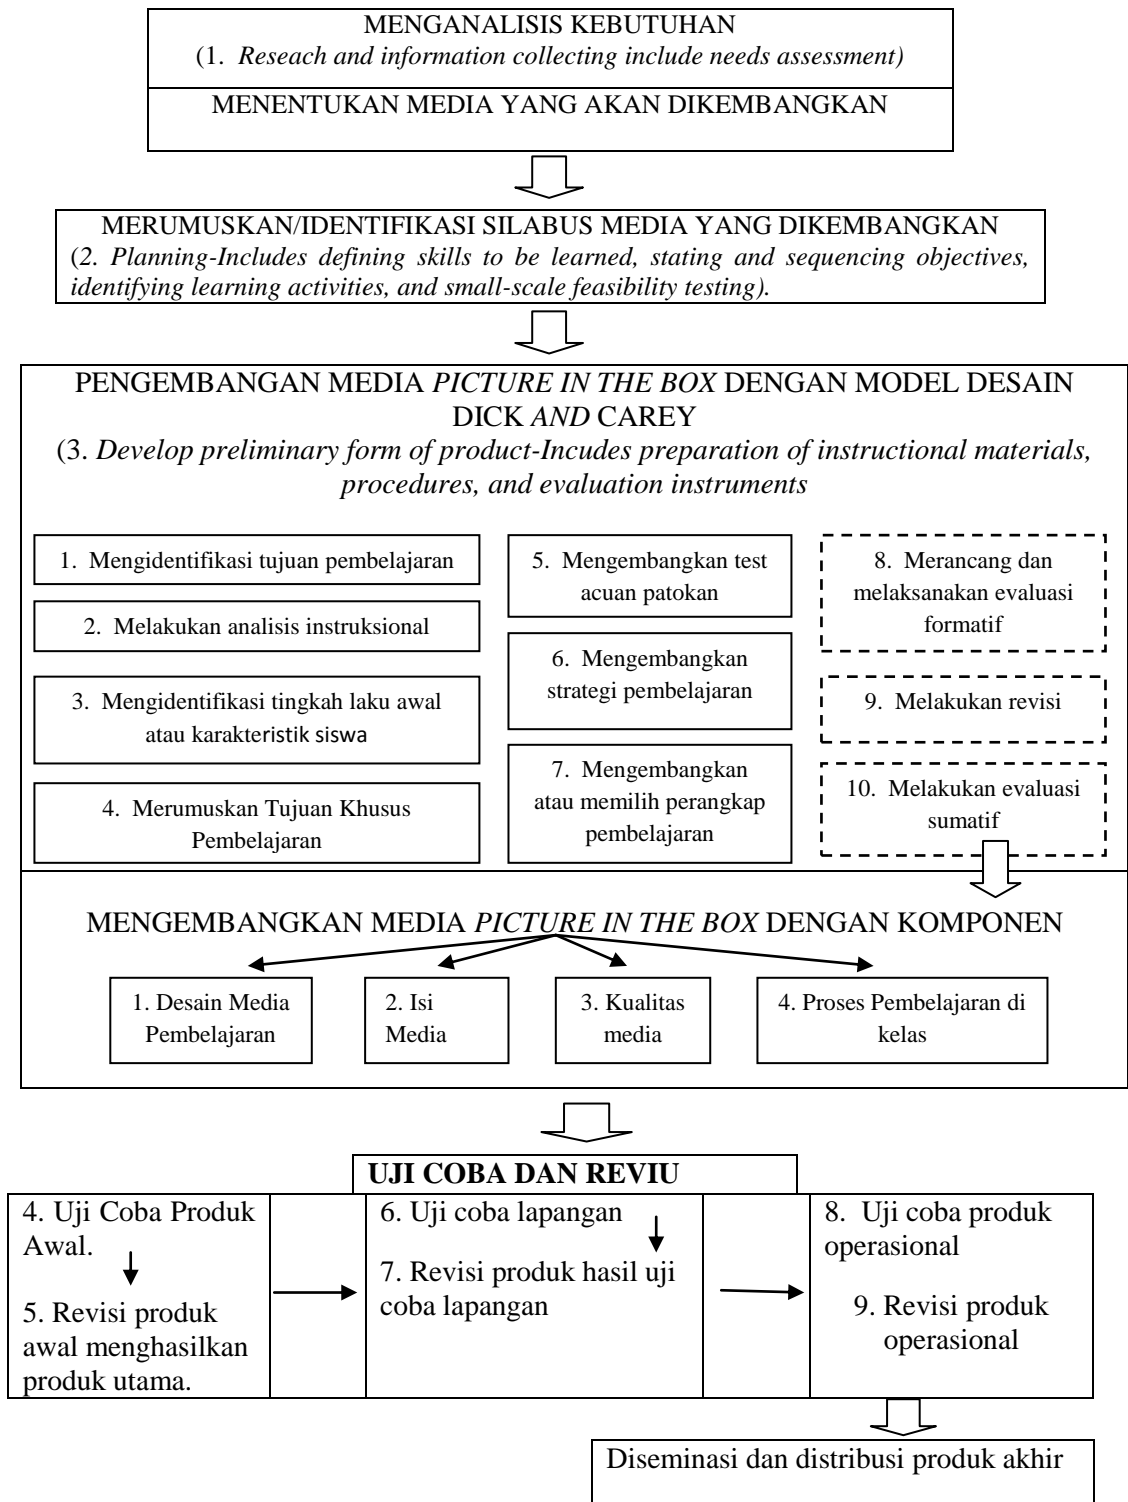 MENGANALISIS KEBUTUHAN
(1. Reseach and information collecting include needs assessment)
MENENTUKAN MEDIA YANG AKAN DIKEMBANGKAN
MERUMUSKAN/IDENTIFIKASI SILABUS MEDIA YANG DIKEMBANGKAN
(2. Planning-Includes defining skills to be learned, stating and sequencing objectives,
identifying learning activities, and small-scale feasibility testing).
PENGEMBANGAN MEDIA PICTURE IN THE BOX DENGAN MODEL DESAIN
DICK AND CAREY
(3. Develop preliminary form of product-Incudes preparation of instructional materials,
procedures, and evaluation instruments
1. Mengidentifikasi tujuan pembelajaran
2. Melakukan analisis instruksional
3. Mengidentifikasi tingkah laku awal
atau karakteristik siswa
4. Merumuskan Tujuan Khusus
Pembelajaran
5. Mengembangkan test
acuan patokan
6. Mengembangkan
strategi pembelajaran
7. Mengembangkan
atau memilih perangkap
pembelajaran
8. Merancang dan
melaksanakan evaluasi
formatif
9. Melakukan revisi
10. Melakukan evaluasi
sumatif
MENGEMBANGKAN MEDIA PICTURE IN THE BOX DENGAN KOMPONEN
1. Desain Media
Pembelajaran
2. Isi
Media
3. Kualitas
media
4. Proses Pembelajaran di
kelas
UJI COBA DAN REVIU
4. Uji Coba Produk
Awal.
5. Revisi produk
awal menghasilkan
produk utama.
6. Uji coba lapangan
7. Revisi produk hasil uji
coba lapangan
8. Uji coba produk
operasional
9. Revisi produk
operasional
Diseminasi dan distribusi produk akhir